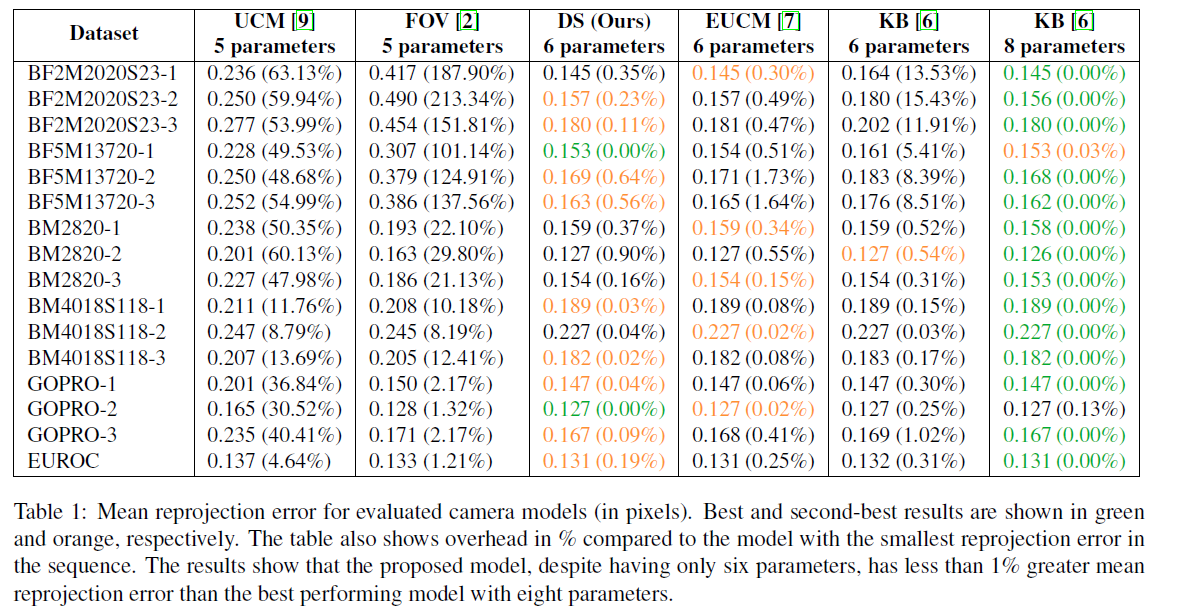 Dataset UCM [9] FOV [2] DS (Ours) EUCM [7] KB [6] KB [6]
5 parameters 5 parameters 6 parameters 6 parameters 6 parameters 8 parameters
BF2M2020S23-1 0.236 (63.13%) 0.417 (187.90%) 0.145 (0.35%) 0.145 (0.30%) 0.164 (13.53%) 0.145 (0.00%)
BF2M2020S23-2 0.250 (59.94%) 0.490 (213.34%) 0.157 (0.23%) 0.157 (0.49%) 0.180 (15.43%) 0.156 (0.00%)
BF2M2020S23-3 0.277 (53.99%) 0.454 (151.81%) 0.180 (0.11%) 0.181 (0.47%) 0.202 (11.91%) 0.180 (0.00%)
BF5M13720-1 0.228 (49.53%) 0.307 (101.14%) 0.153 (0.00%) 0.154 (0.51%) 0.161 (5.41%) 0.153 (0.03%)
BF5M13720-2 0.250 (48.68%) 0.379 (124.91%) 0.169 (0.64%) 0.171 (1.73%) 0.183 (8.39%) 0.168 (0.00%)
BF5M13720-3 0.252 (54.99%) 0.386 (137.56%) 0.163 (0.56%) 0.165 (1.64%) 0.176 (8.51%) 0.162 (0.00%)
BM2820-1 0.238 (50.35%) 0.193 (22.10%) 0.159 (0.37%) 0.159 (0.34%) 0.159 (0.52%) 0.158 (0.00%)
BM2820-2 0.201 (60.13%) 0.163 (29.80%) 0.127 (0.90%) 0.127 (0.55%) 0.127 (0.54%) 0.126 (0.00%)
BM2820-3 0.227 (47.98%) 0.186 (21.13%) 0.154 (0.16%) 0.154 (0.15%) 0.154 (0.31%) 0.153 (0.00%)
BM4018S118-1 0.211 (11.76%) 0.208 (10.18%) 0.189 (0.03%) 0.189 (0.08%) 0.189 (0.15%) 0.189 (0.00%)
BM4018S118-2 0.247 (8.79%) 0.245 (8.19%) 0.227 (0.04%) 0.227 (0.02%) 0.227 (0.03%) 0.227 (0.00%)
BM4018S118-3 0.207 (13.69%) 0.205 (12.41%) 0.182 (0.02%) 0.182 (0.08%) 0.183 (0.17%) 0.182 (0.00%)
GOPRO-1 0.201 (36.84%) 0.150 (2.17%) 0.147 (0.04%) 0.147 (0.06%) 0.147 (0.30%) 0.147 (0.00%)
GOPRO-2 0.165 (30.52%) 0.128 (1.32%) 0.127 (0.00%) 0.127 (0.02%) 0.127 (0.25%) 0.127 (0.13%)
GOPRO-3 0.235 (40.41%) 0.171 (2.17%) 0.167 (0.09%) 0.168 (0.41%) 0.169 (1.02%) 0.167 (0.00%)
EUROC 0.137 (4.64%) 0.133 (1.21%) 0.131 (0.19%) 0.131 (0.25%) 0.132 (0.31%) 0.131 (0.00%)
Table 1: Mean reprojection error for evaluated camera models (in pixels). Best and second-best results are shown in green
and orange, respectively. The table also shows overhead in % compared to the model with the smallest reprojection error in
the sequence. The results show that the proposed model, despite having only six parameters, has less than 1% greater mean
reprojection error than the best performing model with eight parameters.